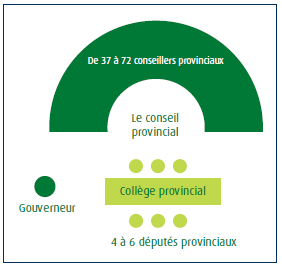 De 37 à 72 conseillers provinciaux
Le conseil
provincial
Collège provincial
Gouverneur
4 à 6 députés provinciaux